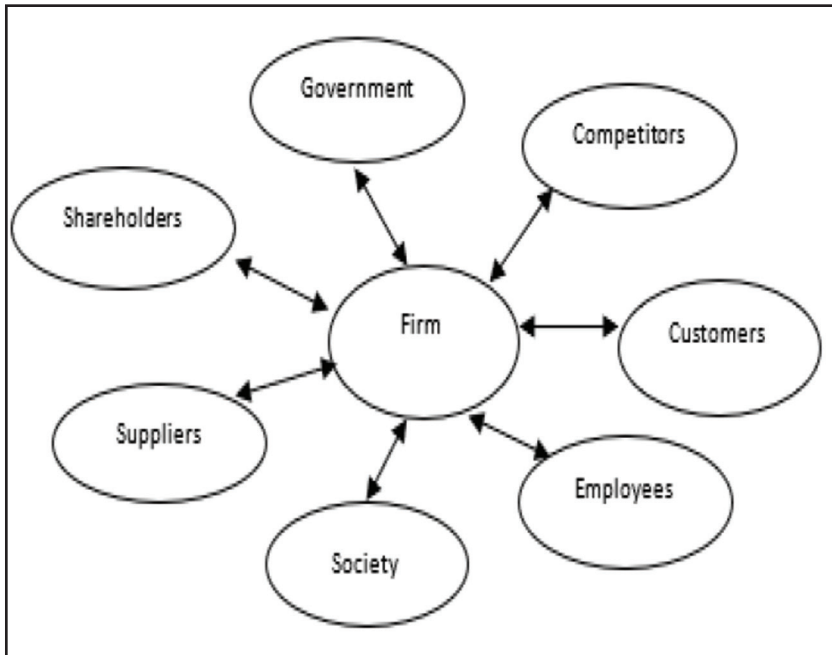 Government
Competitors
Shareholders
Firm
Customers
Suppliers
Employees
Society